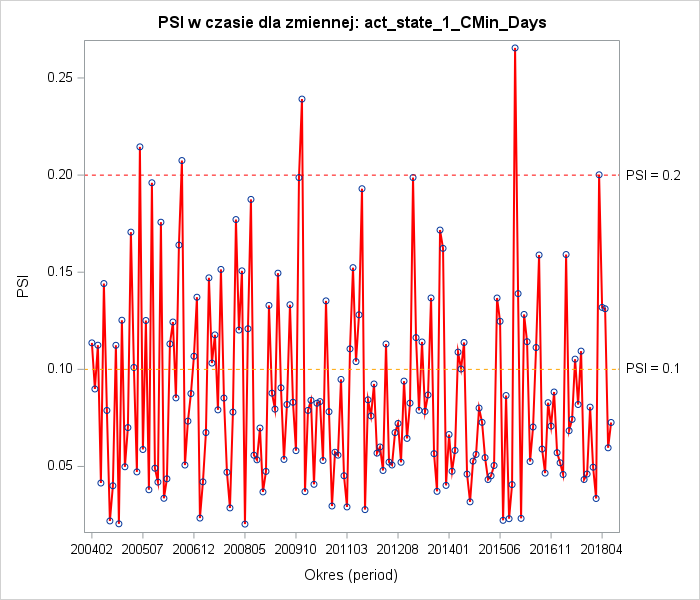 PSI w czasie dla zmiennej: act_state_1_CMin_Days
0.25
0.20
PSI = 0.2
0.15
PSI
0.10
PSI = 0.1
0.05
200402 200507 200612 200805 200910 201103 201208 201401 201506 201611 201804
Okres (period)